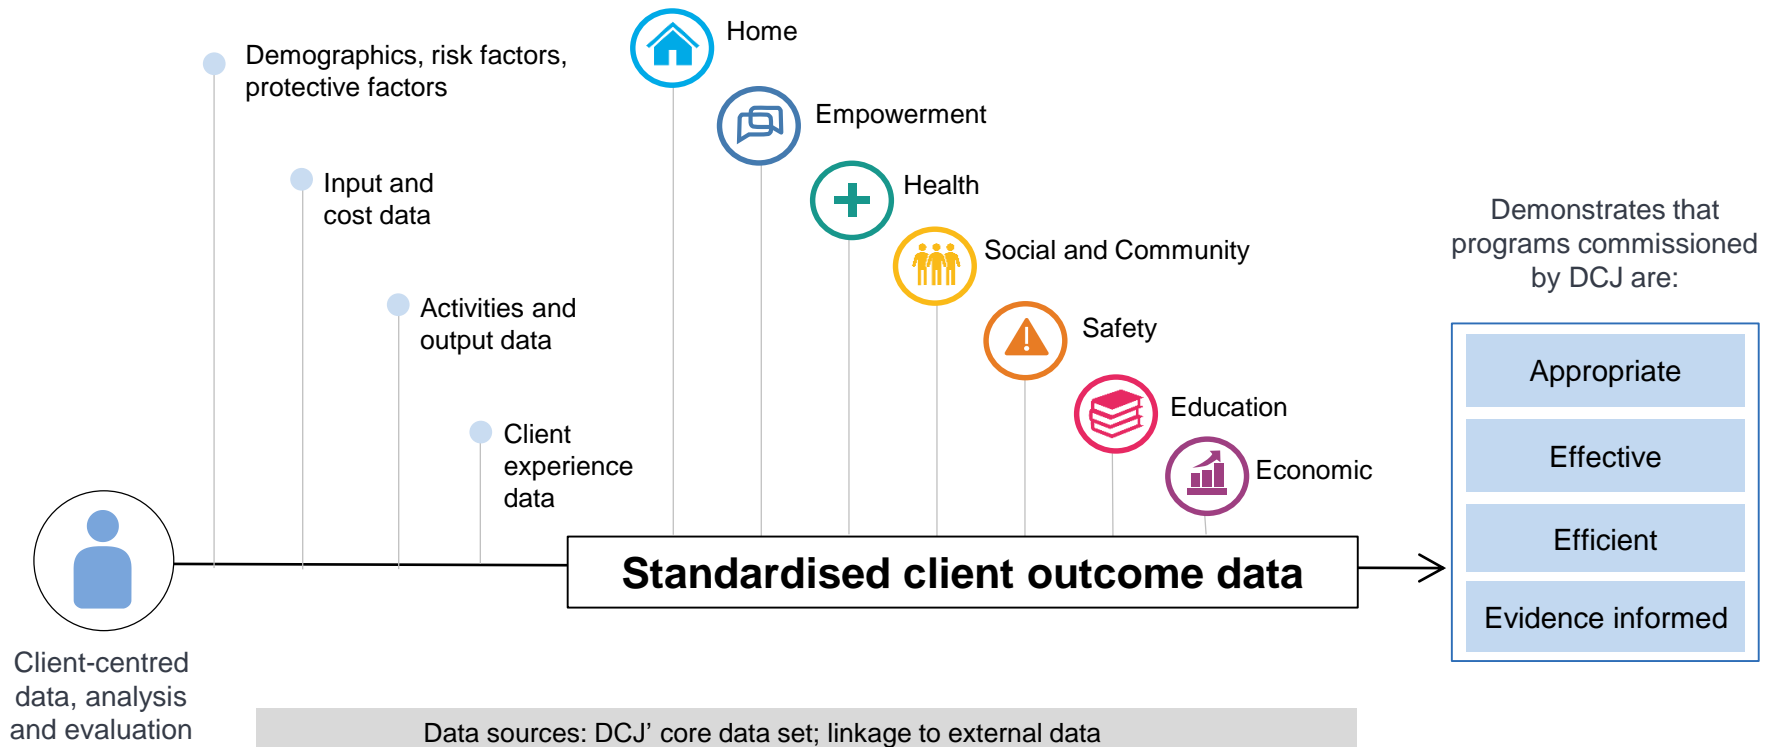 Demographics, risk factors,
protective factors
Input and
cost data
Activities and
output data
Client
experience
data
Home
Empowerment
Health
Social and Community
Safety
Education
Economic
Standardised client outcome data
Client-centred
data, analysis
and evaluation
Data sources: DCJ’ core data set; linkage to external data
Demonstrates that
programs commissioned
by DCJ are:
Appropriate
Effective
Efficient
Evidence informed